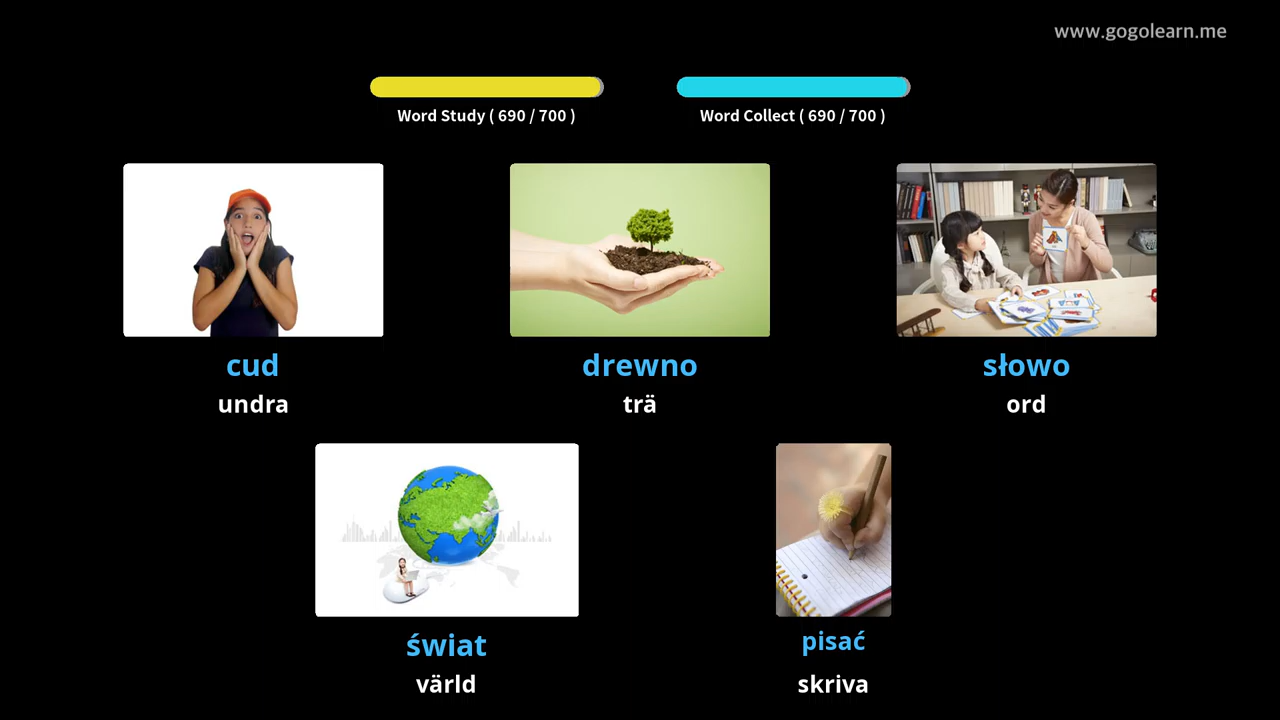 www.gogolearn.me
Word Study ( 690 / 700 )
Word Collect ( 690 / 700 )
cud
undra
drewno
trä
słowo
ord
świat
värld
pisać
skriva